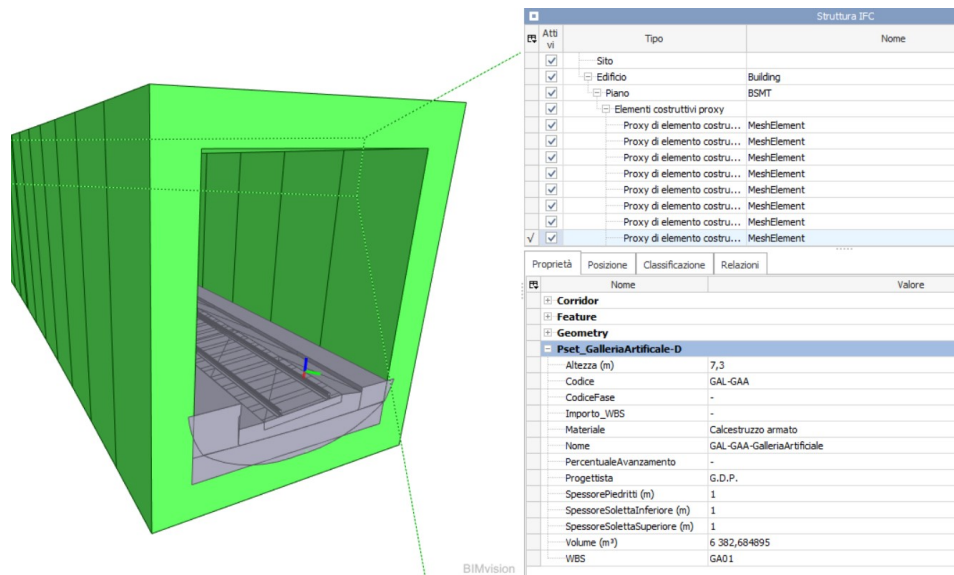 Struttura IFC
Atti vi Tipo Nome
Sito
Edificio Building
Piano BSMT
Elementi costruttivi proxy
Proxy di elemento costru... MeshElement
Proxy di elemento costru... MeshElement
Proxy di elemento costru... MeshElement
Proxy di elemento costru... MeshElement
Proxy di elemento costru... MeshElement
Proxy di elemento costru... MeshElement
Proxy di elemento costru... MeshElement
Proxy di elemento costru... MeshElement
Proprietà Posizione Classificazione Relazioni
Nome Valore
Corridor
Feature
Geometry
Pset_GalleriaArtificale-D
Altezza (m) 7,3
Codice GAL-GAA
CodiceFase -
Importo_WBS -
Materiale Calcestruzzo armato
Nome GAL-GAA-GalleriaArtificiale
PercentualeAvanzamento -
Progettista G.D.P.
SpessorePiedritti (m) 1
SpessoreSolettaInferiore (m) 1
SpessoreSolettaSuperiore (m) 1
Volume (m³) 6 382,684895
WBS GA01
BIMvision